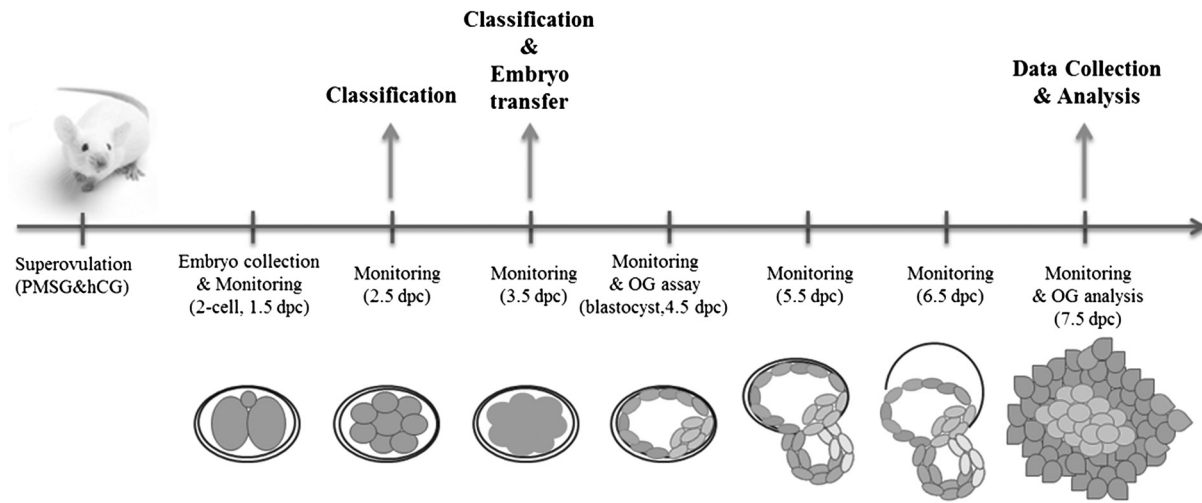 Classification
Classification
&
Embryo
transfer
Data Collection
& Analysis
Superovulation
(PMSG&hCG)
Embryo collection
& Monitoring
(2-cell, 1.5 dpc)
Monitoring
(2.5 dpc)
Monitoring
(3.5 dpc)
Monitoring
& OG assay
(blastocyst,4.5 dpc)
Monitoring
(5.5 dpc)
Monitoring
(6.5 dpc)
Monitoring
& OG analysis
(7.5 dpc)